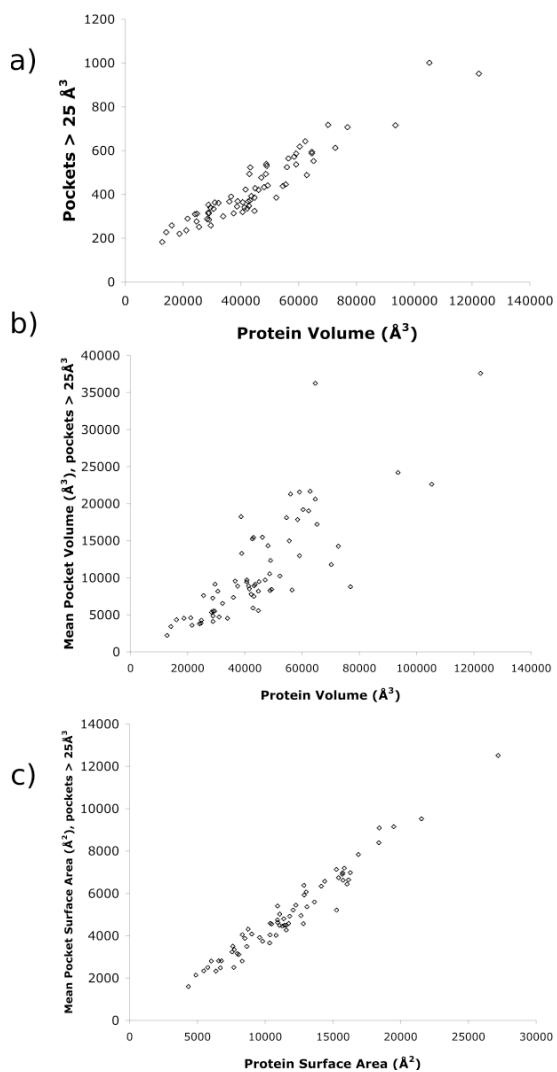 a)
Pockets > 25 Å³
1200
1000
800
600
400
200
0
0 20000 40000 60000 80000 100000 120000 140000
Protein Volume (Å³)
b)
Mean Pocket Volume (Å³), pockets > 25Å³
40000
35000
30000
25000
20000
15000
10000
5000
0
0 20000 40000 60000 80000 100000 120000 140000
Protein Volume (Å³)
c)
Mean Pocket Surface Area (Å²), pockets > 25Å³
14000
12000
10000
8000
6000
4000
2000
0
0 5000 10000 15000 20000 25000 30000
Protein Surface Area (Å²)